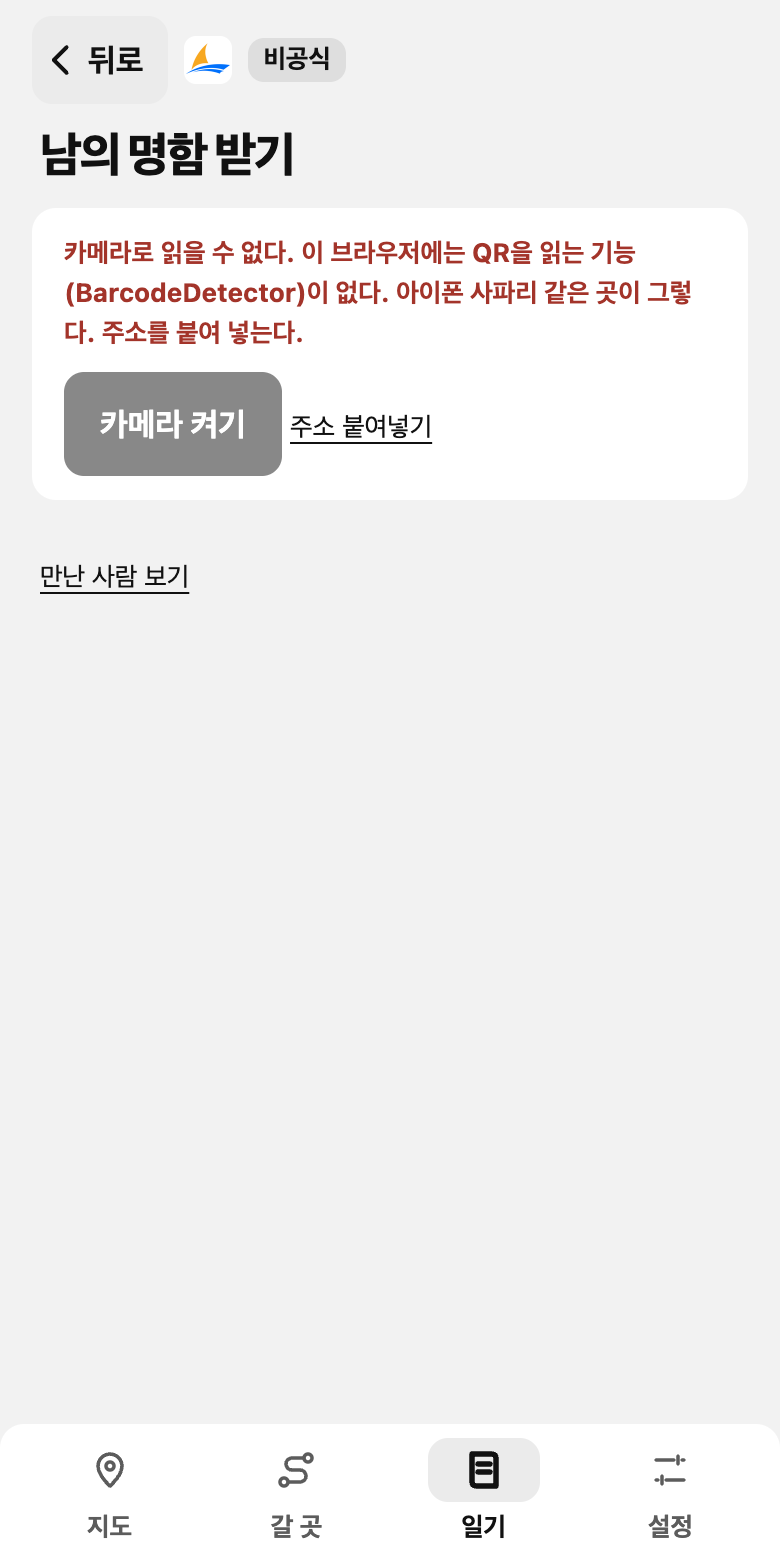 뒤로
비공식
남의 명함 받기
카메라로 읽을 수 없다. 이 브라우저에는 QR을 읽는 기능
(BarcodeDetector)이 없다. 아이폰 사파리 같은 곳이 그렇
다. 주소를 붙여 넣는다.
카메라 켜기
주소 붙여넣기
만난 사람 보기
지도
갈 곳
일기
설정